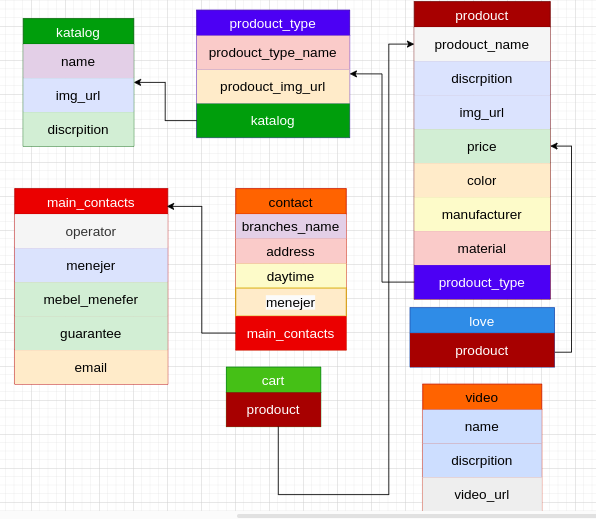 katalog
name
img_url
discrpition
prodouct_type
prodouct_type_name
prodouct_img_url
katalog
prodouct
prodouct_name
discrpition
img_url
price
color
manufacturer
material
prodouct_type
main_contacts
operator
menejer
mebel_menefer
guarantee
email
contact
branches_name
address
daytime
menejer
main_contacts
love
prodouct
cart
prodouct
video
name
discrpition
video_url